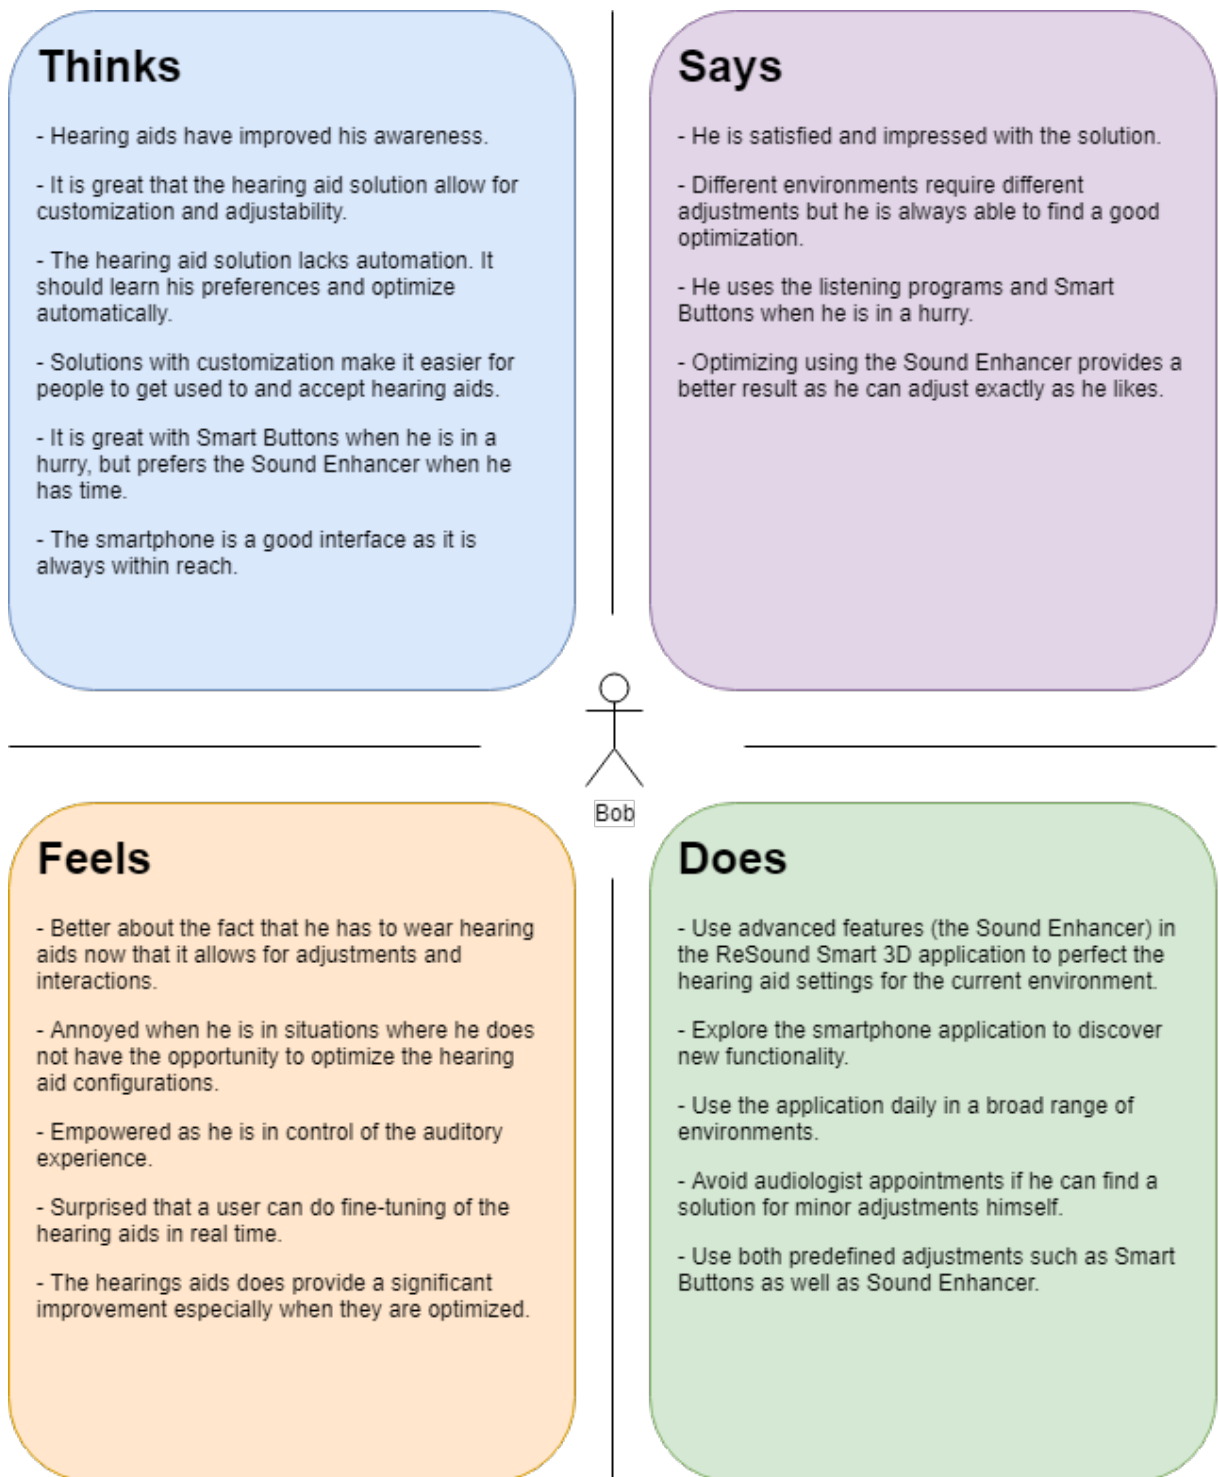 Thinks
- Hearing aids have improved his awareness.
- It is great that the hearing aid solution allow for
customization and adjustability.
- The hearing aid solution lacks automation. It
should learn his preferences and optimize
automatically.
- Solutions with customization make it easier for
people to get used to and accept hearing aids.
- It is great with Smart Buttons when he is in a
hurry, but prefers the Sound Enhancer when he
has time.
- The smartphone is a good interface as it is
always within reach.
Says
- He is satisfied and impressed with the solution.
- Different environments require different
adjustments but he is always able to find a good
optimization.
- He uses the listening programs and Smart
Buttons when he is in a hurry.
- Optimizing using the Sound Enhancer provides a
better result as he can adjust exactly as he likes.
Bob
Feels
- Better about the fact that he has to wear hearing
aids now that it allows for adjustments and
interactions.
- Annoyed when he is in situations where he does
not have the opportunity to optimize the hearing
aid configurations.
- Empowered as he is in control of the auditory
experience.
- Surprised that a user can do fine-tuning of the
hearing aids in real time.
- The hearings aids does provide a significant
improvement especially when they are optimized.
Does
- Use advanced features (the Sound Enhancer) in
the ReSound Smart 3D application to perfect the
hearing aid settings for the current environment.
- Explore the smartphone application to discover
new functionality.
- Use the application daily in a broad range of
environments.
- Avoid audiologist appointments if he can find a
solution for minor adjustments himself.
- Use both predefined adjustments such as Smart
Buttons as well as Sound Enhancer.